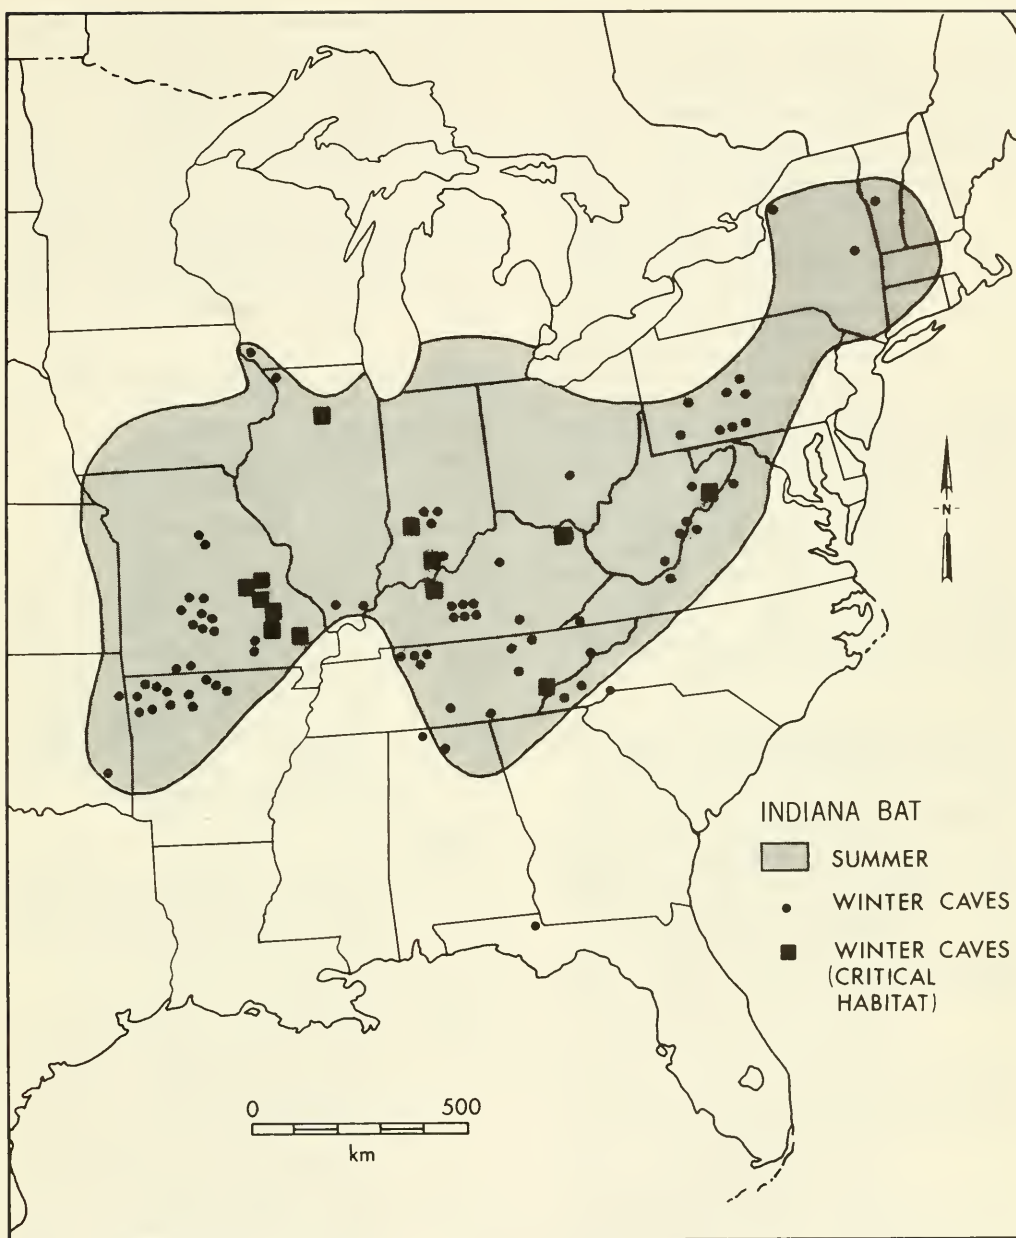 -N-
INDIANA BAT
SUMMER
WINTER CAVES
WINTER CAVES
(CRITICAL
HABITAT)
0 500
km